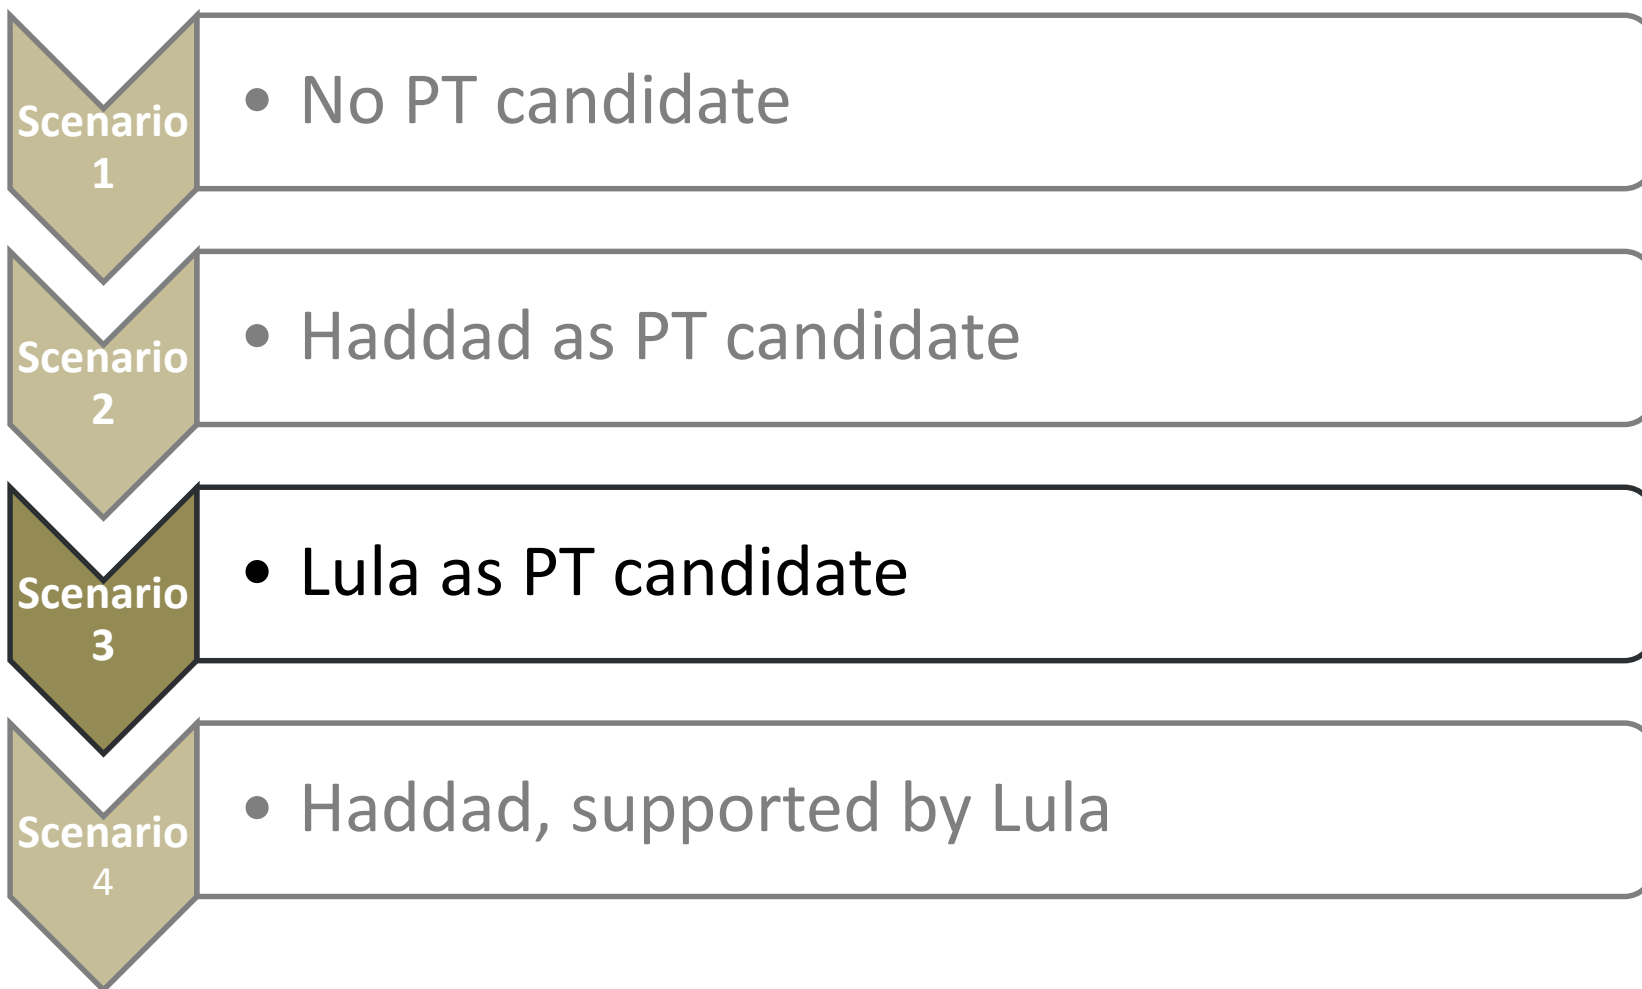 Scenario
1
• No PT candidate
Scenario
2
• Haddad as PT candidate
Scenario
3
• Lula as PT candidate
Scenario
4
• Haddad, supported by Lula